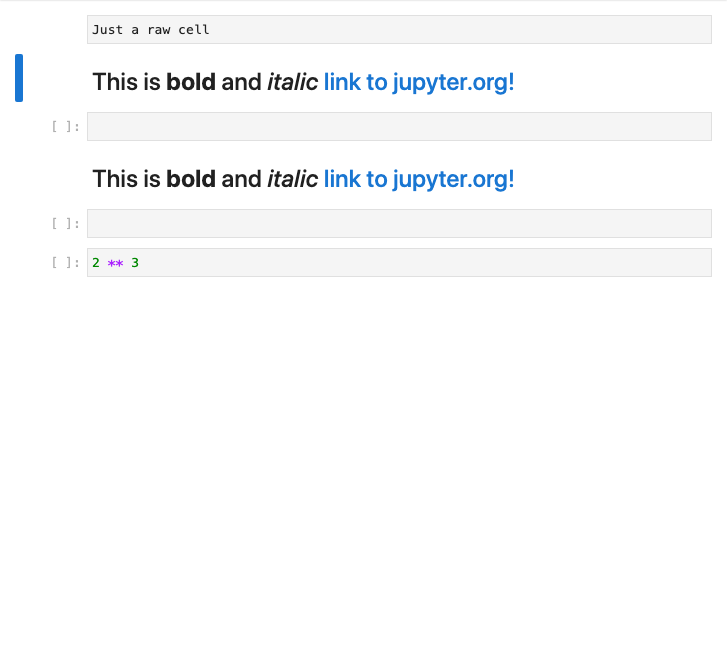 Just a raw cell
This is bold and italic link to jupyter.org!
[ ]:
This is bold and italic link to jupyter.org!
[ ]:
[ ]: 2 ** 3